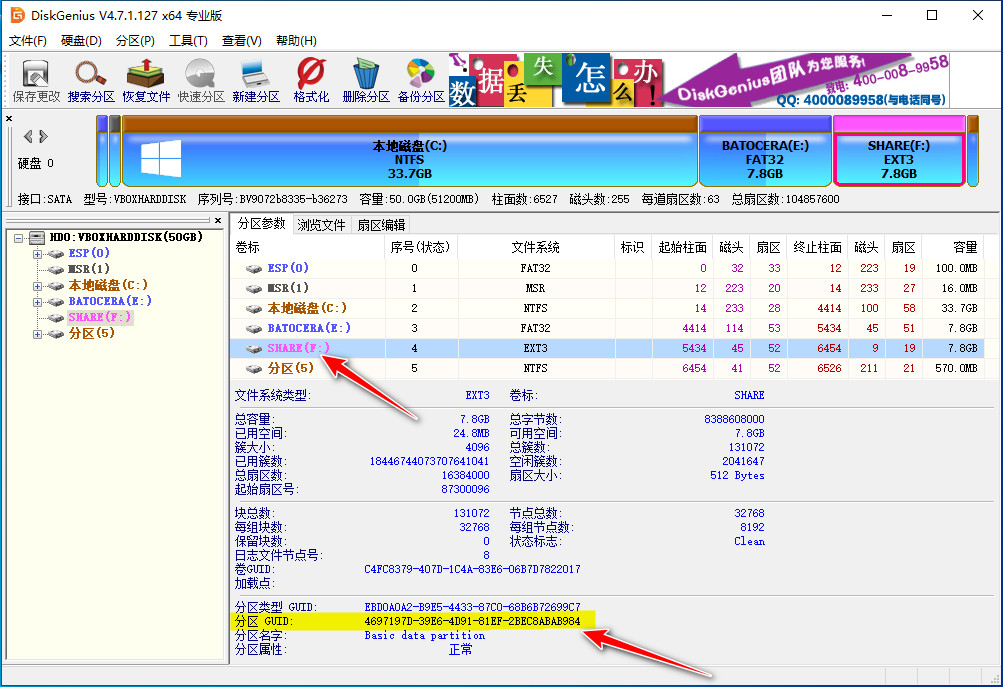 DiskGenius V4.7.1.127 x64 专业版
文件(F) 硬盘(D) 分区(P) 工具(T) 查看(V) 帮助(H)
保存更改 搜索分区 恢复文件 快速分区 新建分区 格式化 删除分区 备份分区
数据丢失怎么办!
DiskGenius团队为您服务!
致电: 400-008-9958
QQ: 4000089958(与电话同号)
硬盘 0
本地磁盘(C:)
NTFS
33.7GB
BATOCERA(E:)
FAT32
7.8GB
SHARE(F:)
EXT3
7.8GB
接口:SATA 型号:VBOXHARDDISK 序列号:BV9072b8335-b36273 容量:50.0GB(51200MB) 柱面数:6527 磁头数:255 每道扇区数:63 总扇区数:104857600
HD0:VBOXHARDDISK(50GB)
ESP(0)
MSR(1)
本地磁盘(C:)
BATOCERA(E:)
SHARE(F:)
分区(5)
分区参数 浏览文件 扇区编辑
卷标 序号(状态) 文件系统 标识 起始柱面 磁头 扇区 终止柱面 磁头 扇区 容量
ESP(0) 0 FAT32 0 32 33 12 223 19 100.0MB
MSR(1) 1 MSR 12 223 20 14 233 27 16.0MB
本地磁盘(C:) 2 NTFS 14 233 28 4414 100 58 33.7GB
BATOCERA(E:) 3 FAT32 4414 114 53 5434 45 51 7.8GB
SHARE(F:) 4 EXT3 5434 45 52 6454 9 19 7.8GB
分区(5) 5 NTFS 6454 41 52 6526 211 21 570.0MB
文件系统类型: EXT3 卷标: SHARE
总容量: 7.8GB 总字节数: 8388608000
已用空间: 24.8MB 可用空间: 7.8GB
簇大小: 4096 总簇数: 131072
已用簇数: 18446744073707641041 空闲簇数: 2041647
总扇区数: 16384000 扇区大小: 512 Bytes
起始扇区号: 87300096
块总数: 131072 节点总数: 32768
每组块数: 32768 每组节点数: 8192
保留块数: 0 状态标志: Clean
日志文件节点号: 8
卷GUID: C4FC8379-407D-1C4A-83E6-06B7D7822017
加载点:
分区类型 GUID: EBD0A0A2-B9E5-4433-87C0-68B6B72699C7
分区 GUID: 4697197D-39E6-4D91-81EF-2BEC8ABAB984
分区名字: Basic data partition
分区属性: 正常